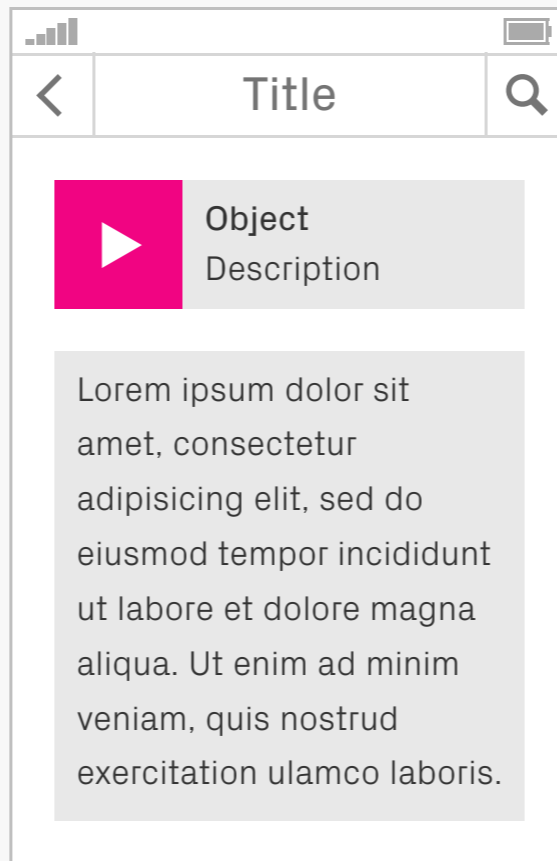 Title
Object
Description
Lorem ipsum dolor sit
amet, consectetur
adipisicing elit, sed do
eiusmod tempor incididunt
ut labore et dolore magna
aliqua. Ut enim ad minim
veniam, quis nostrud
exercitation ulamco laboris.